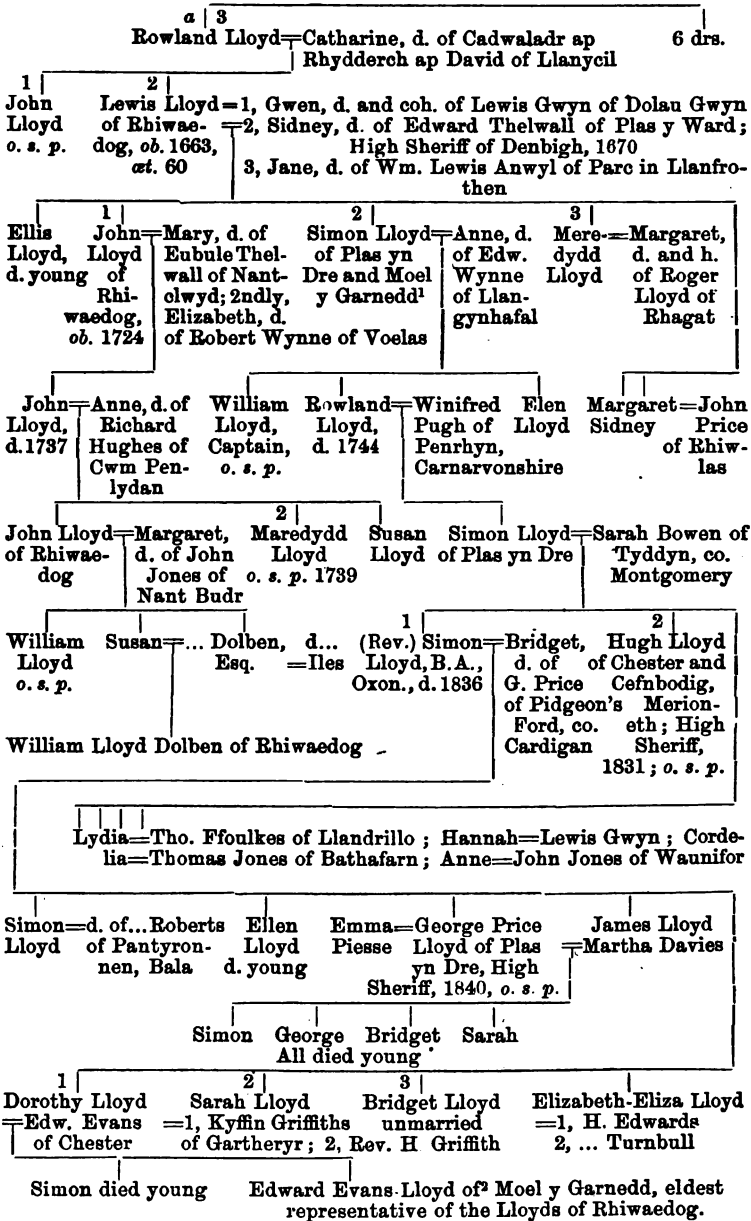 a 3
Rowland Lloyd=Catharine, d. of Cadwaladr ap 6 drs.
Rhydderch ap David of Llanycil
1 2
John Lewis Lloyd=1, Gwen, d. and coh. of Lewis Gwyn of Dolau Gwyn
Lloyd of Rhiwae- =2, Sidney, d. of Edward Thelwall of Plas y Ward;
o. s. p. dog, ob. 1663, High Sheriff of Denbigh, 1670
æt. 60 3, Jane, d. of Wm. Lewis Anwyl of Parc in Llanfro-
then
1 2 3
Ellis John=Mary, d. of Simon Lloyd=Anne, d. Mere-=Margaret,
Lloyd, Lloyd Eubule Thel- of Plas yn of Edw. dydd d. and h.
d. young of wall of Nant- Dre and Moel Wynne Lloyd of Roger
Rhi- clwyd; 2ndly, y Garnedd¹ of Llan- Lloyd of
waedog, Elizabeth, d. gynhafal Rhagat
ob. 1724 of Robert Wynne of Voelas
John=Anne, d. of William Rowland=Winifred Elen Margaret=John
Lloyd, Richard Lloyd, Lloyd, Pugh of Lloyd Sidney Price
d. 1737 Hughes of Captain, d. 1744 Penrhyn, of Rhiw-
Cwm Pen- o. s. p. Carnarvonshire las
lydan
2
John Lloyd=Margaret, Maredydd Susan Simon Lloyd=Sarah Bowen of
of Rhiwae- d. of John Lloyd Lloyd of Plas yn Dre Tyddyn, co.
dog Jones of o. s. p. 1739 Montgomery
Nant Budr
1 2
William Susan=... Dolben, d... (Rev.) Simon=Bridget, Hugh Lloyd
Lloyd Esq. =Iles Lloyd, B.A., d. of of Chester and
o. s. p. Oxon., d. 1836 G. Price Cefnbodig,
of Pidgeon's Merion-
Ford, co. eth; High
William Lloyd Dolben of Rhiwaedog Cardigan Sheriff,
1831; o. s. p.
Lydia=Tho. Ffoulkes of Llandrillo; Hannah=Lewis Gwyn; Corde-
lia=Thomas Jones of Bathafarn; Anne=John Jones of Waunifor
Simon=d. of...Roberts Ellen Emma=George Price James Lloyd
Lloyd of Pantyron- Lloyd Piesse Lloyd of Plas =Martha Davies
nen, Bala d. young yn Dre, High
Sheriff, 1840, o. s. p.
Simon George Bridget Sarah
All died young
1 2 3
Dorothy Lloyd Sarah Lloyd Bridget Lloyd Elizabeth-Eliza Lloyd
=Edw. Evans =1, Kyffin Griffiths unmarried =1, H. Edwards
of Chester of Gartheryr; 2, Rev. H Griffith 2, ... Turnbull
Simon died young Edward Evans-Lloyd of² Moel y Garnedd, eldest
representative of the Lloyds of Rhiwaedog.